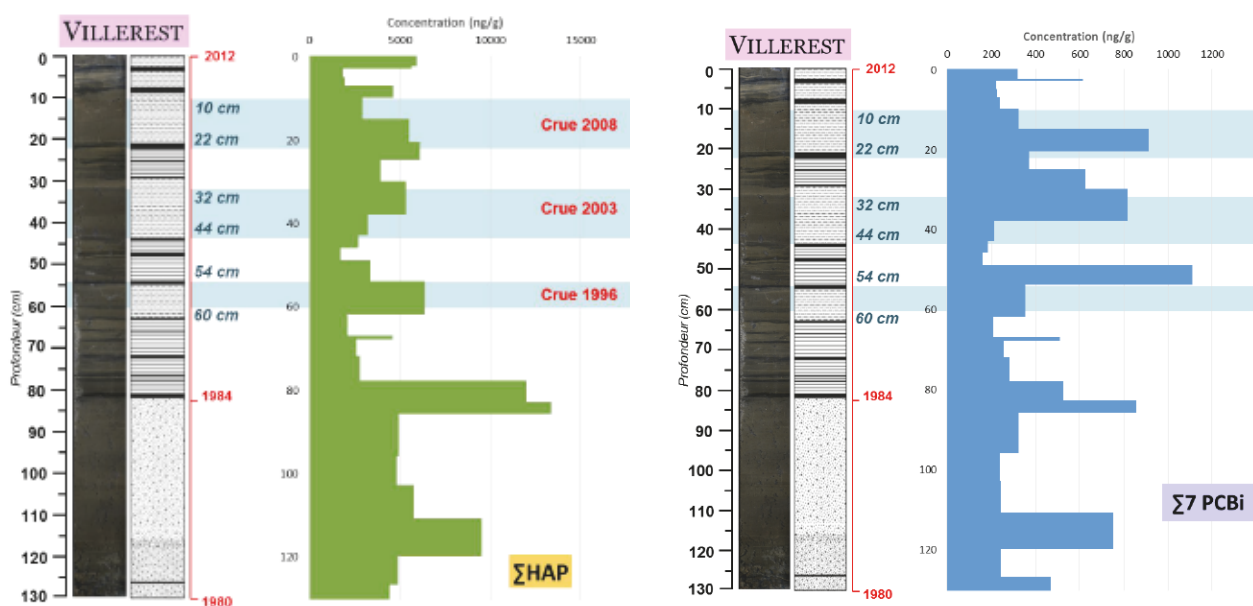 VILLEREST
Concentration (ng/g)
0 5000 10000 15000
Profondeur (cm)
0
10
20
30
40
50
60
70
80
90
100
110
120
130
2012
1984
1980
10 cm
22 cm
32 cm
44 cm
54 cm
60 cm
0
20
40
60
80
100
120
Crue 2008
Crue 2003
Crue 1996
∑HAP
VILLEREST
Concentration (ng/g)
0 200 400 600 800 1000 1200
Profondeur (cm)
0
10
20
30
40
50
60
70
80
90
100
110
120
130
2012
1984
1980
10 cm
22 cm
32 cm
44 cm
54 cm
60 cm
0
20
40
60
80
100
120
∑7 PCBi